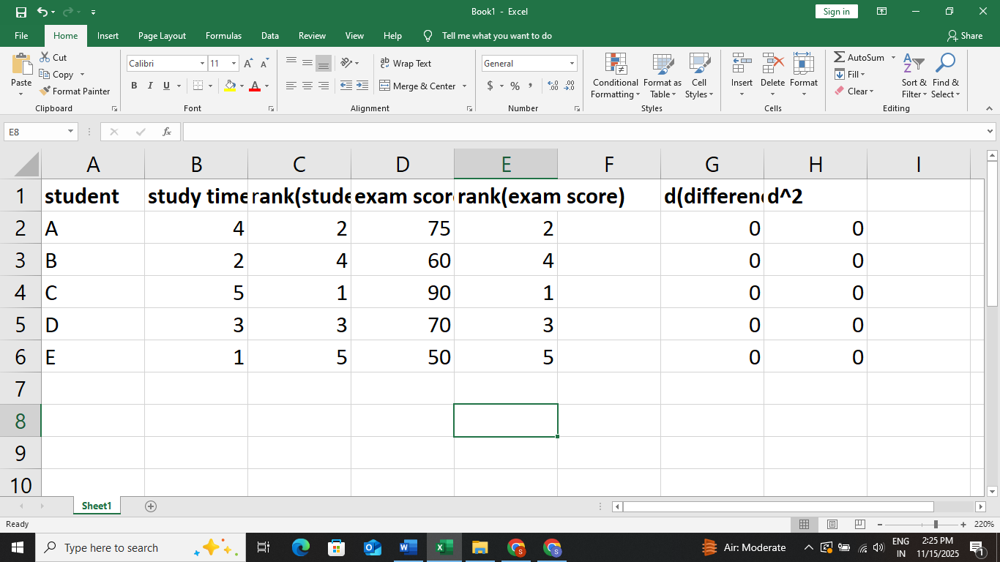 Book1 - Excel
Sign in
File Home Insert Page Layout Formulas Data Review View Help Tell me what you want to do Share
Paste Cut Copy Format Painter
Clipboard
Calibri 11
B I U A
Font
ab Wrap Text
Merge & Center
Alignment
General
$ % , .00 .0
Number
Conditional Formatting
Format as Table
Cell Styles
Styles
Insert Delete Format
Cells
AutoSum
Fill
Clear
Sort & Filter
Find & Select
Editing
E8 fx
A B C D E F G H I
1 student study time rank(stude exam scor rank(exam score) d(differen d^2
2 A 4 2 75 2 0 0
3 B 2 4 60 4 0 0
4 C 5 1 90 1 0 0
5 D 3 3 70 3 0 0
6 E 1 5 50 5 0 0
7
8
9
10
Sheet1
Ready 220%
Type here to search Air: Moderate ENG IN 2:25 PM 11/15/2025 1